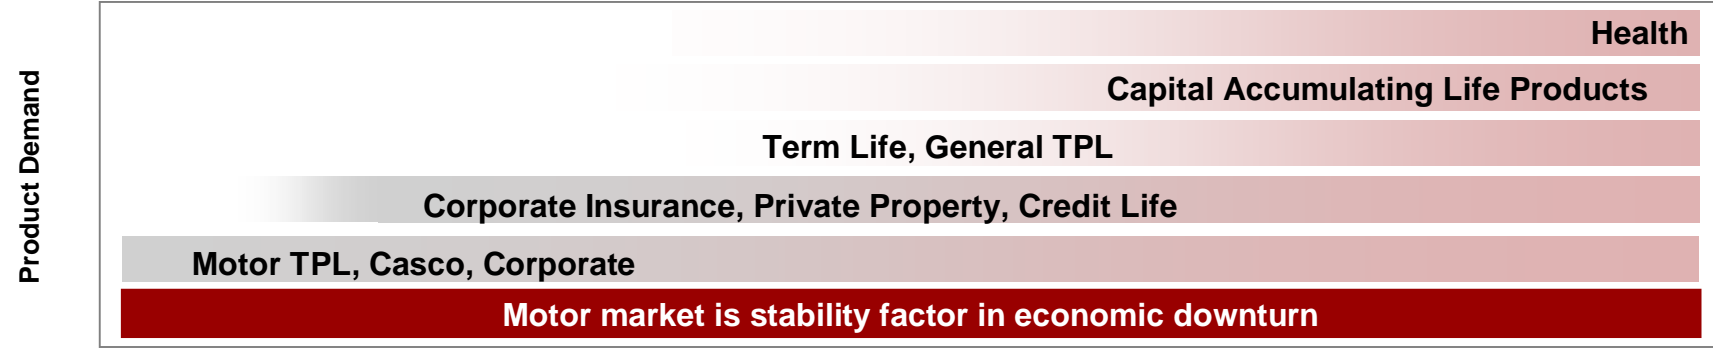 Product Demand
Health
Capital Accumulating Life Products
Term Life, General TPL
Corporate Insurance, Private Property, Credit Life
Motor TPL, Casco, Corporate
Motor market is stability factor in economic downturn